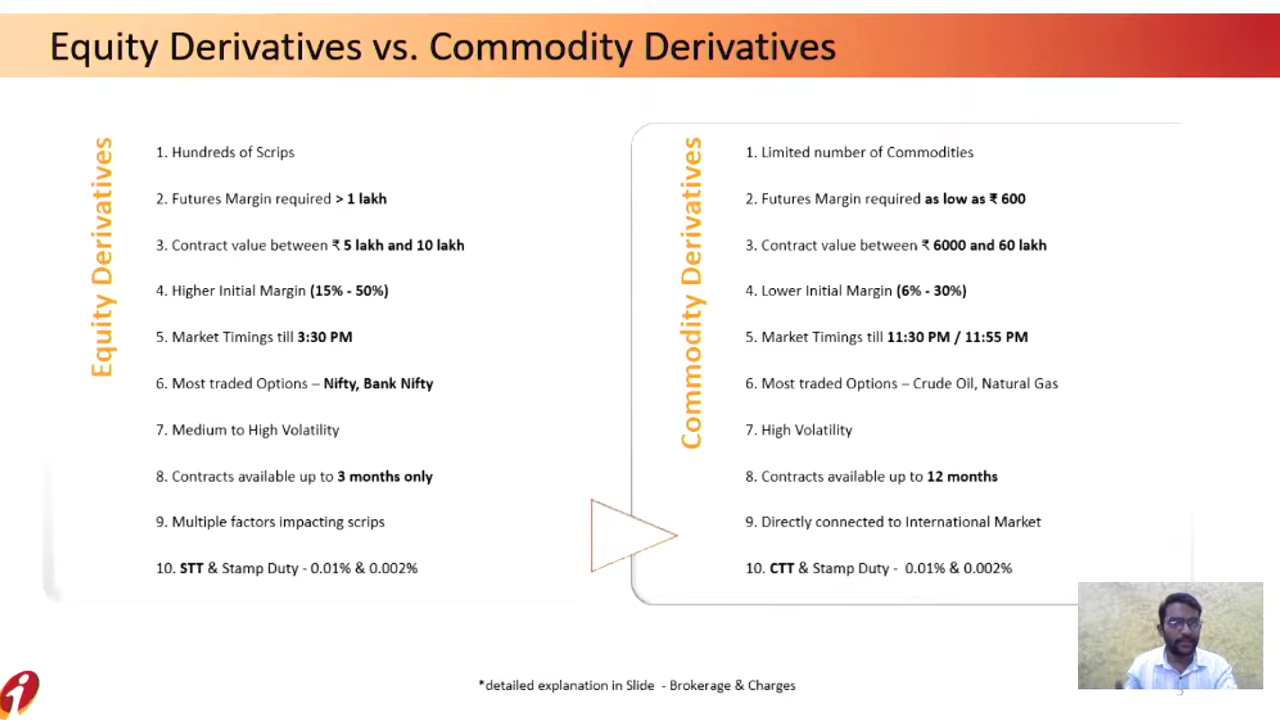 Equity Derivatives vs. Commodity Derivatives
Equity Derivatives
1. Hundreds of Scrips
2. Futures Margin required > 1 lakh
3. Contract value between ₹ 5 lakh and 10 lakh
4. Higher Initial Margin (15% - 50%)
5. Market Timings till 3:30 PM
6. Most traded Options – Nifty, Bank Nifty
7. Medium to High Volatility
8. Contracts available up to 3 months only
9. Multiple factors impacting scrips
10. STT & Stamp Duty - 0.01% & 0.002%
Commodity Derivatives
1. Limited number of Commodities
2. Futures Margin required as low as ₹ 600
3. Contract value between ₹ 6000 and 60 lakh
4. Lower Initial Margin (6% - 30%)
5. Market Timings till 11:30 PM / 11:55 PM
6. Most traded Options – Crude Oil, Natural Gas
7. High Volatility
8. Contracts available up to 12 months
9. Directly connected to International Market
10. CTT & Stamp Duty - 0.01% & 0.002%
*detailed explanation in Slide - Brokerage & Charges